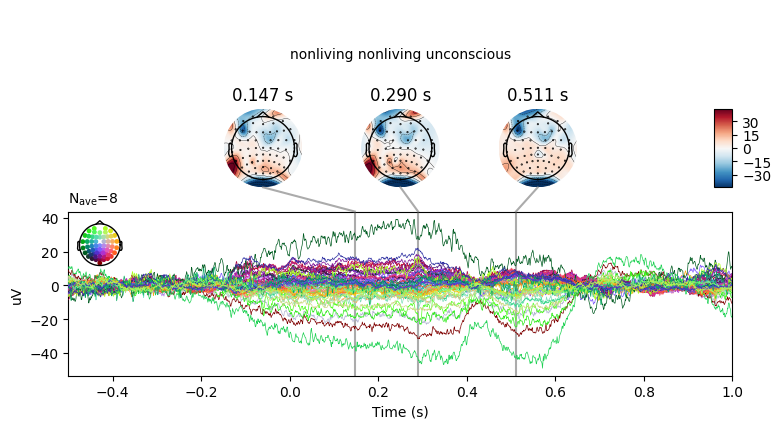 nonliving nonliving unconscious
0.147 s 0.290 s 0.511 s
30
15
0
−15
−30
Nave=8
40
20
0
−20
−40
uV
−0.4 −0.2 0.0 0.2 0.4 0.6 0.8 1.0
Time (s)